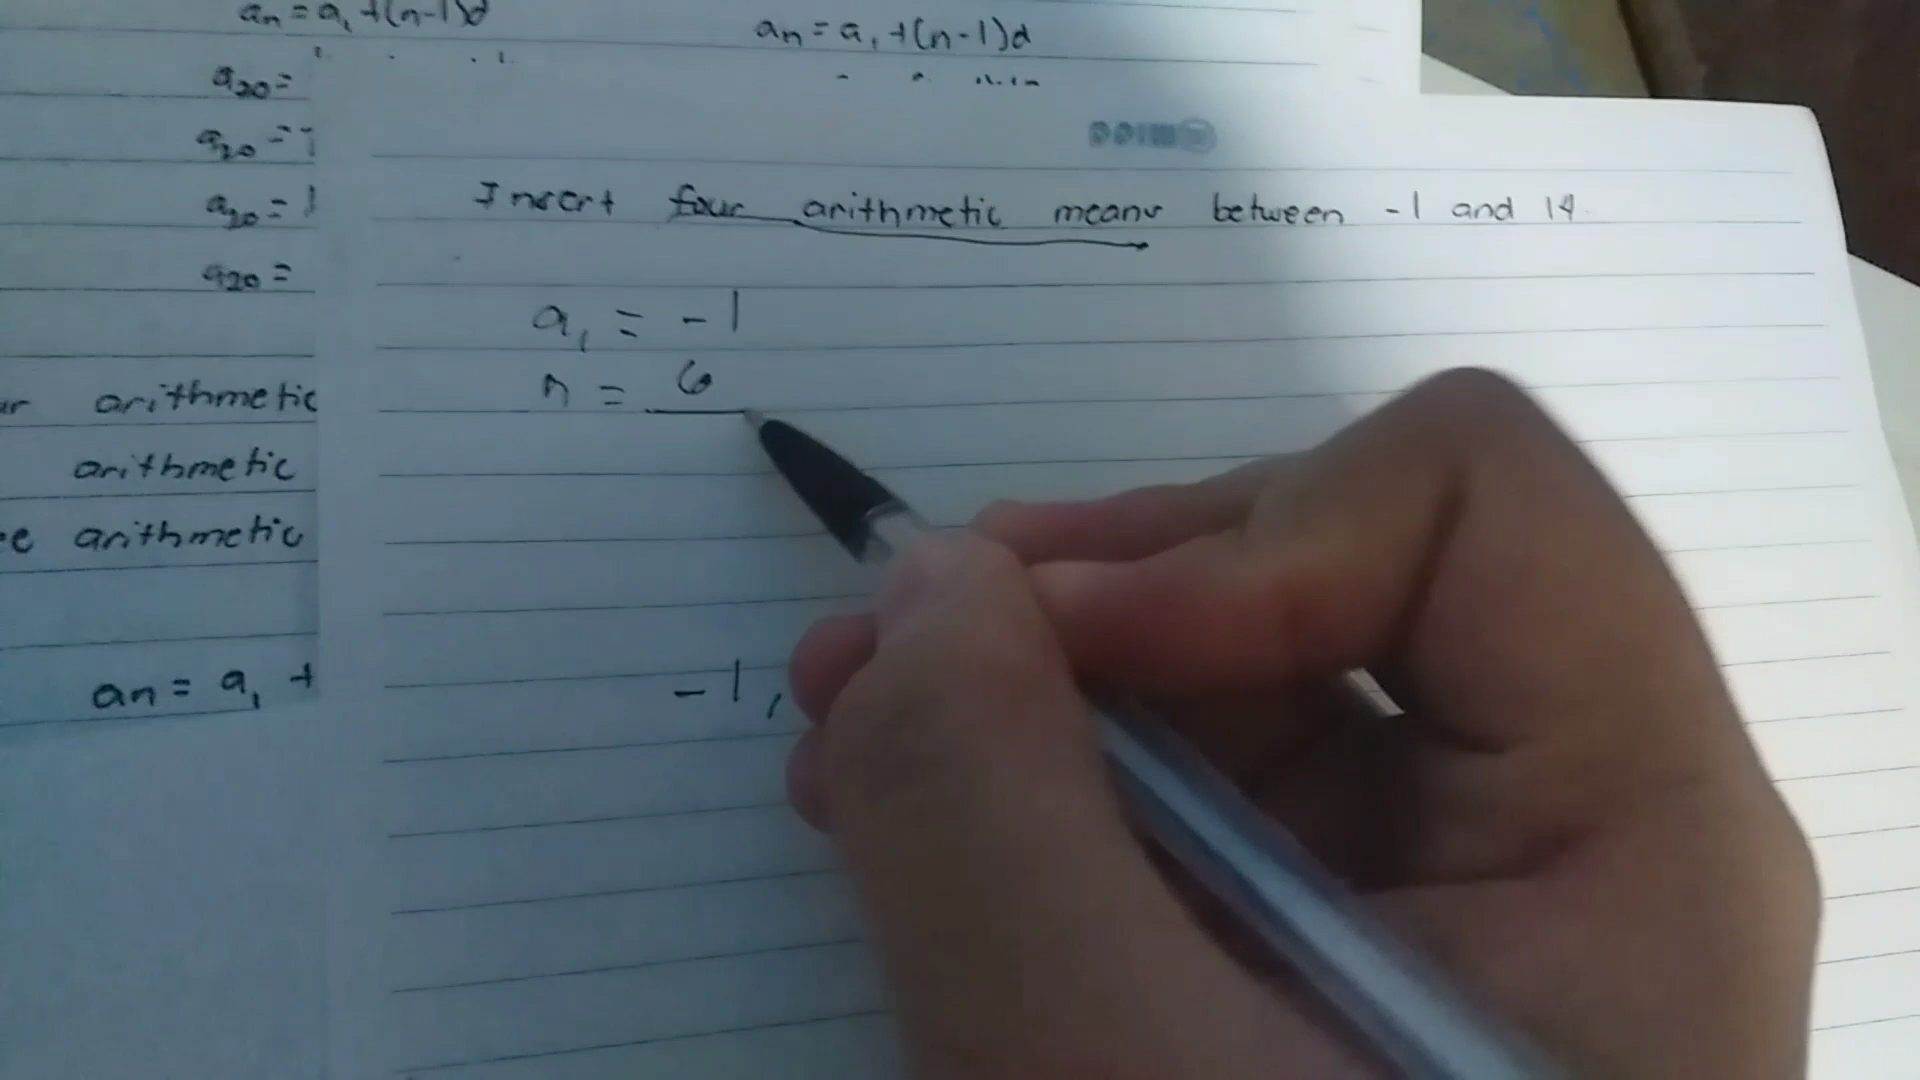 an = a₁ + (n-1)d
an = a₁ + (n-1)d
a₂₀ =
a₂₀ =
a₂₀ =
a₂₀ =
arithmetic
arithmetic
arithmetic
an = a₁ +
Insert four arithmetic means between -1 and 14.
a₁ = -1
n = 6
-1,